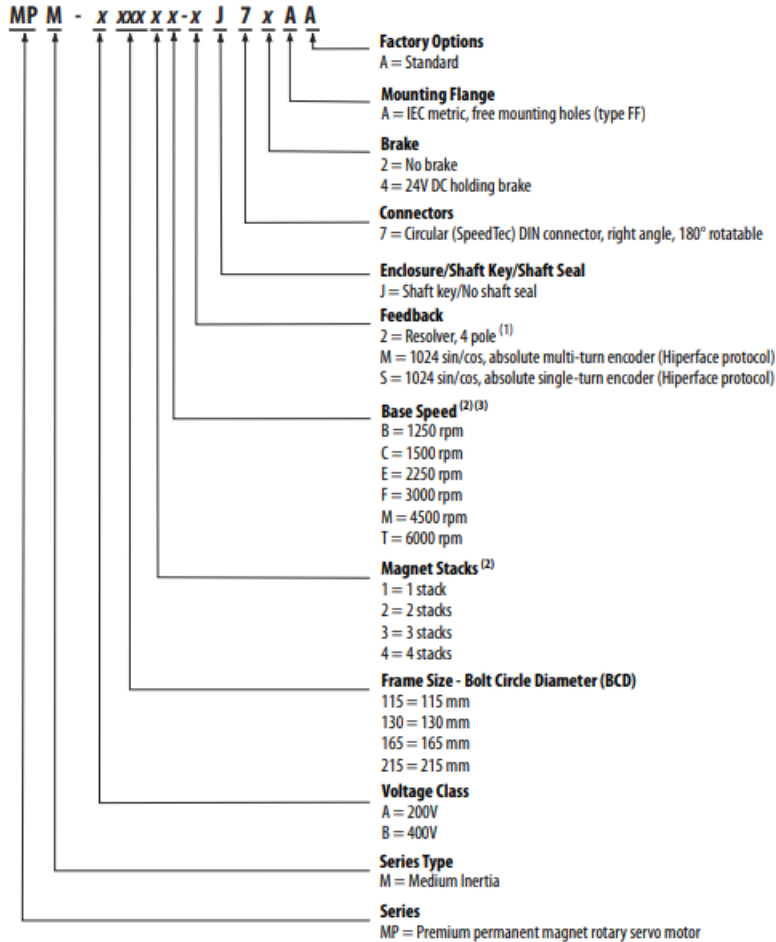 MP M - x xxx x x - x J 7 x A A
Factory Options
A = Standard
Mounting Flange
A = IEC metric, free mounting holes (type FF)
Brake
2 = No brake
4 = 24V DC holding brake
Connectors
7 = Circular (SpeedTec) DIN connector, right angle, 180° rotatable
Enclosure/Shaft Key/Shaft Seal
J = Shaft key/No shaft seal
Feedback
2 = Resolver, 4 pole (1)
M = 1024 sin/cos, absolute multi-turn encoder (Hiperface protocol)
S = 1024 sin/cos, absolute single-turn encoder (Hiperface protocol)
Base Speed (2) (3)
B = 1250 rpm
C = 1500 rpm
E = 2250 rpm
F = 3000 rpm
M = 4500 rpm
T = 6000 rpm
Magnet Stacks (2)
1 = 1 stack
2 = 2 stacks
3 = 3 stacks
4 = 4 stacks
Frame Size - Bolt Circle Diameter (BCD)
115 = 115 mm
130 = 130 mm
165 = 165 mm
215 = 215 mm
Voltage Class
A = 200V
B = 400V
Series Type
M = Medium Inertia
Series
MP = Premium permanent magnet rotary servo motor